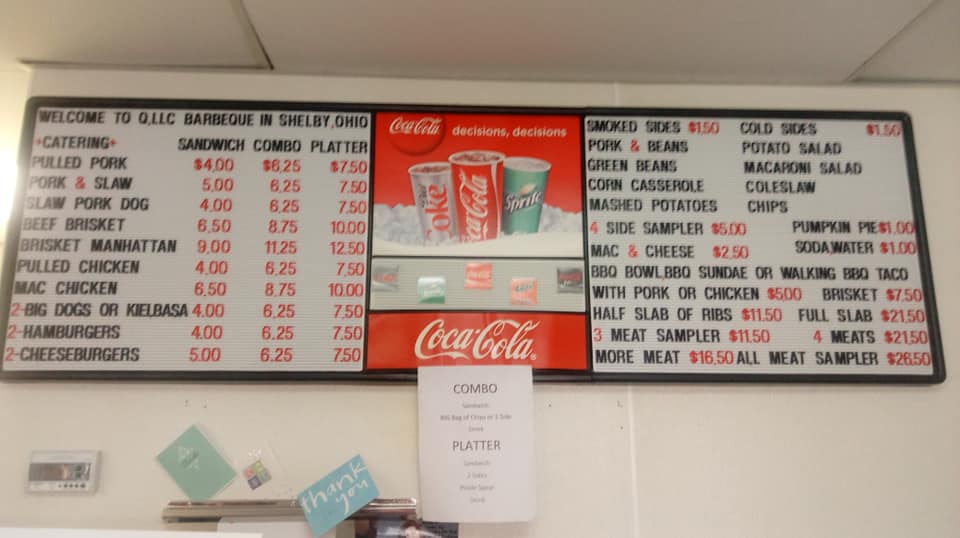 WELCOME TO Q,LLC BARBEQUE IN SHELBY,OHIO
+CATERING+ SANDWICH COMBO PLATTER
PULLED PORK $4.00 $6.25 $7.50
PORK & SLAW 5.00 6.25 7.50
SLAW PORK DOG 4.00 6.25 7.50
BEEF BRISKET 6.50 8.75 10.00
BRISKET MANHATTAN 9.00 11.25 12.50
PULLED CHICKEN 4.00 6.25 7.50
MAC CHICKEN 6.50 8.75 10.00
2-BIG DOGS OR KIELBASA 4.00 6.25 7.50
2-HAMBURGERS 4.00 6.25 7.50
2-CHEESEBURGERS 5.00 6.25 7.50
Coca-Cola decisions, decisions
Coke
Coca-Cola
Sprite
Coca-Cola
SMOKED SIDES $1.50 COLD SIDES $1.50
PORK & BEANS POTATO SALAD
GREEN BEANS MACARONI SALAD
CORN CASSEROLE COLESLAW
MASHED POTATOES CHIPS
4 SIDE SAMPLER $5.00 PUMPKIN PIE $1.00
MAC & CHEESE $2.50 SODA,WATER $1.00
BBQ BOWL,BBQ SUNDAE OR WALKING BBQ TACO
WITH PORK OR CHICKEN $5.00 BRISKET $7.50
HALF SLAB OF RIBS $11.50 FULL SLAB $21.50
3 MEAT SAMPLER $11.50 4 MEATS $21.50
MORE MEAT $16.50 ALL MEAT SAMPLER $26.50
COMBO
Sandwich
BIG Bag of Chips or 1 Side
Drink
PLATTER
Sandwich
2 Sides
Pickle Spear
Drink
thank
you